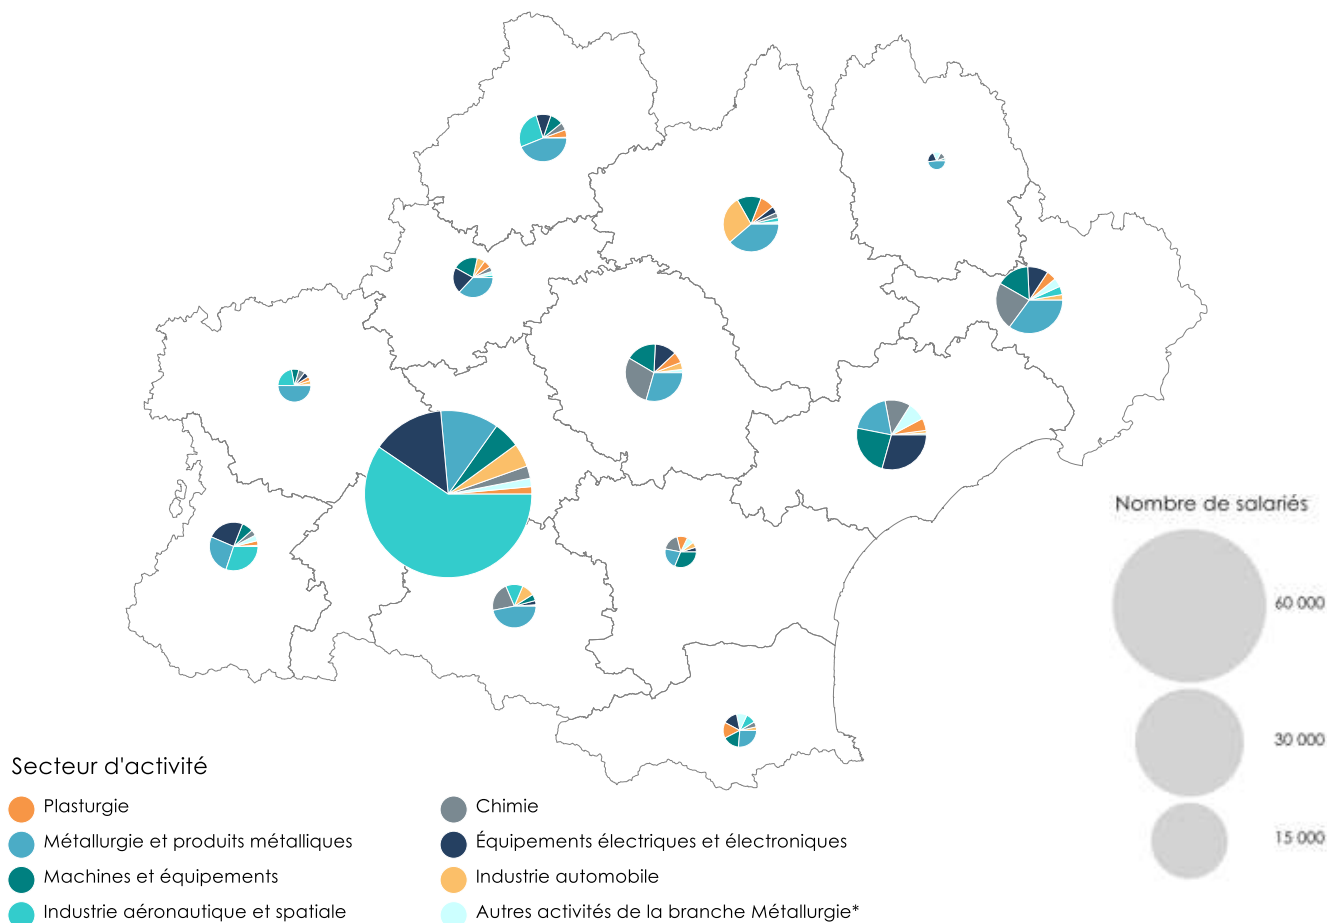 Nombre de salariés
60 000
30 000
15 000
Secteur d'activité
Plasturgie
Métallurgie et produits métalliques
Machines et équipements
Industrie aéronautique et spatiale
Chimie
Équipements électriques et électroniques
Industrie automobile
Autres activités de la branche Métallurgie*